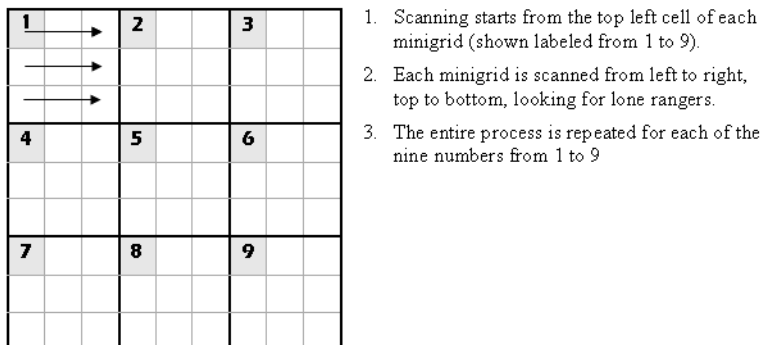 1 2 3
4 5 6
7 8 9
1. Scanning starts from the top left cell of each
minigrid (shown labeled from 1 to 9).
2. Each minigrid is scanned from left to right,
top to bottom, looking for lone rangers.
3. The entire process is repeated for each of the
nine numbers from 1 to 9